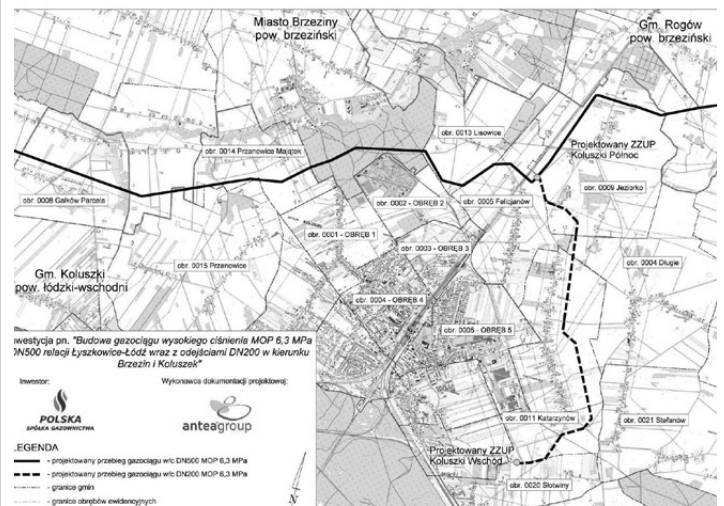 Miasto Brzeziny
pow. brzeziński
Gm. Rogów
pow. brzeziński
obr. 0013 Lisowice
Projektowany ZZUP
Koluszki Północ
obr. 0014 Przanowice Majątek
obr. 0009 Jeziorko
obr. 0008 Gałków Parcela
obr. 0002 - OBRĘB 2
obr. 0005 Felicjanów
obr. 0001 - OBRĘB 1
obr. 0003 - OBRĘB 3
obr. 0015 Przanowice
obr. 0004 Długie
Gm. Koluszki
pow. łódzki-wschodni
obr. 0004 - OBRĘB 4
obr. 0005 - OBRĘB 5
nwestycja pn. "Budowa gazociągu wysokiego ciśnienia MOP 6,3 MPa
DN500 relacji Łyszkowice-Łódź wraz z odejściami DN200 w kierunku
Brzezin i Koluszek"
Inwestor:
Wykonawca dokumentacji projektowej:
POLSKA
SPÓŁKA GAZOWNICTWA
anteagroup
obr. 0011 Katarzynów
obr. 0021 Stefanów
Projektowany ZZUP
Koluszki Wschód
obr. 0020 Słotwiny
LEGENDA
- projektowany przebieg gazociągu w/c DN500 MOP 6,3 MPa
- projektowany przebieg gazociągu w/c DN200 MOP 6,3 MPa
- granice gmin
- granice obrębów ewidencyjnych
N